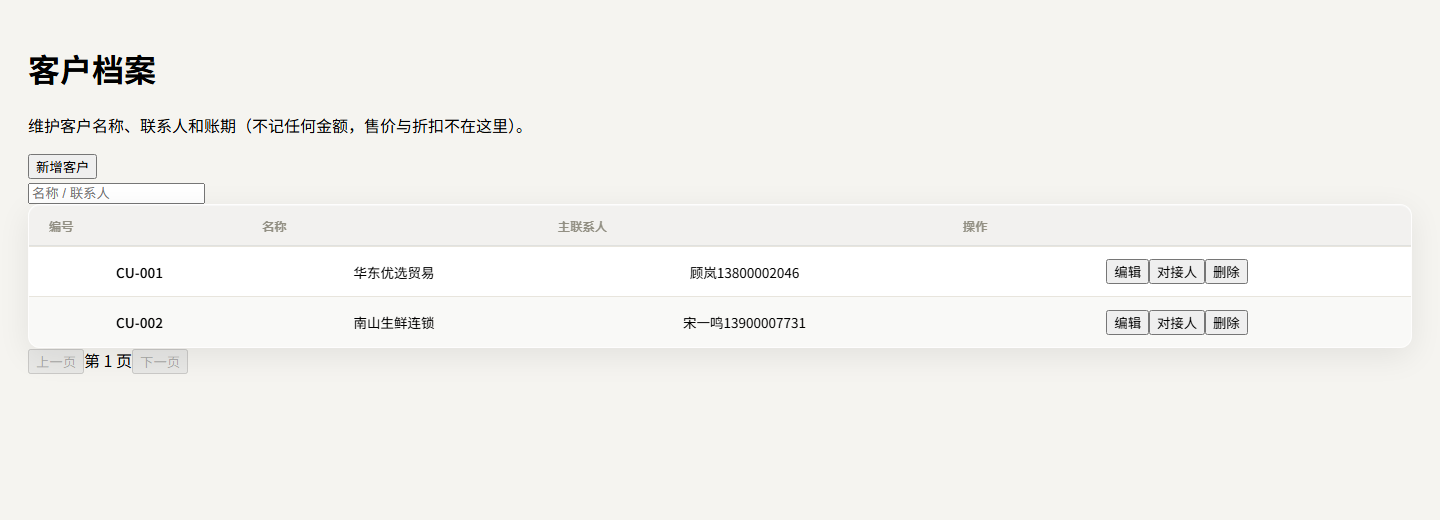 客户档案
维护客户名称、联系人和账期（不记任何金额，售价与折扣不在这里）。
新增客户
名称 / 联系人
编号 名称 主联系人 操作
CU-001 华东优选贸易 顾岚13800002046 编辑 对接人 删除
CU-002 南山生鲜连锁 宋一鸣13900007731 编辑 对接人 删除
上一页 第 1 页 下一页